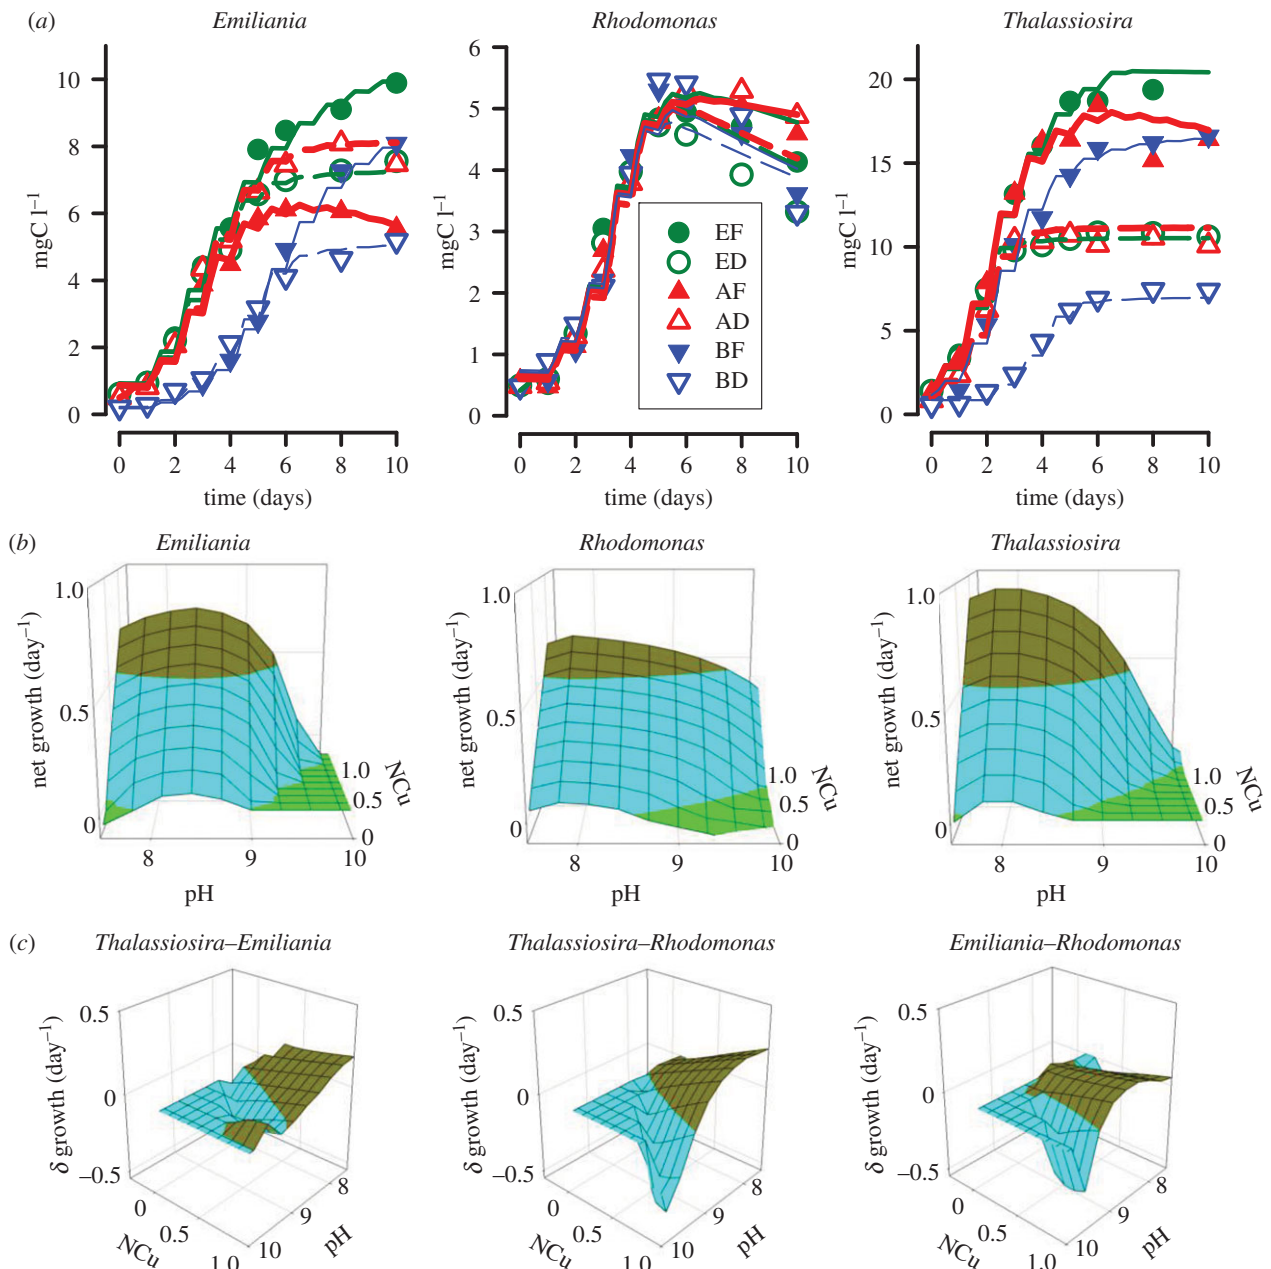 (a)
Emiliania
Rhodomonas
Thalassiosira
mgC l⁻¹
10
8
6
4
2
0
0 2 4 6 8 10
time (days)
mgC l⁻¹
6
5
4
3
2
1
0
EF
ED
AF
AD
BF
BD
0 2 4 6 8 10
time (days)
mgC l⁻¹
20
15
10
5
0
0 2 4 6 8 10
time (days)
(b)
Emiliania
Rhodomonas
Thalassiosira
net growth (day⁻¹)
1.0
0.5
0
8 9 10
pH
1.0
0.5
0
NCu
net growth (day⁻¹)
1.0
0.5
0
8 9 10
pH
1.0
0.5
0
NCu
net growth (day⁻¹)
1.0
0.5
0
8 9 10
pH
1.0
0.5
0
NCu
(c)
Thalassiosira–Emiliania
Thalassiosira–Rhodomonas
Emiliania–Rhodomonas
δ growth (day⁻¹)
0.5
0
–0.5
0
0.5
1.0
NCu
8
9
10
pH
δ growth (day⁻¹)
0.5
0
–0.5
0
0.5
1.0
NCu
8
9
10
pH
δ growth (day⁻¹)
0.5
0
–0.5
0
0.5
1.0
NCu
8
9
10
pH